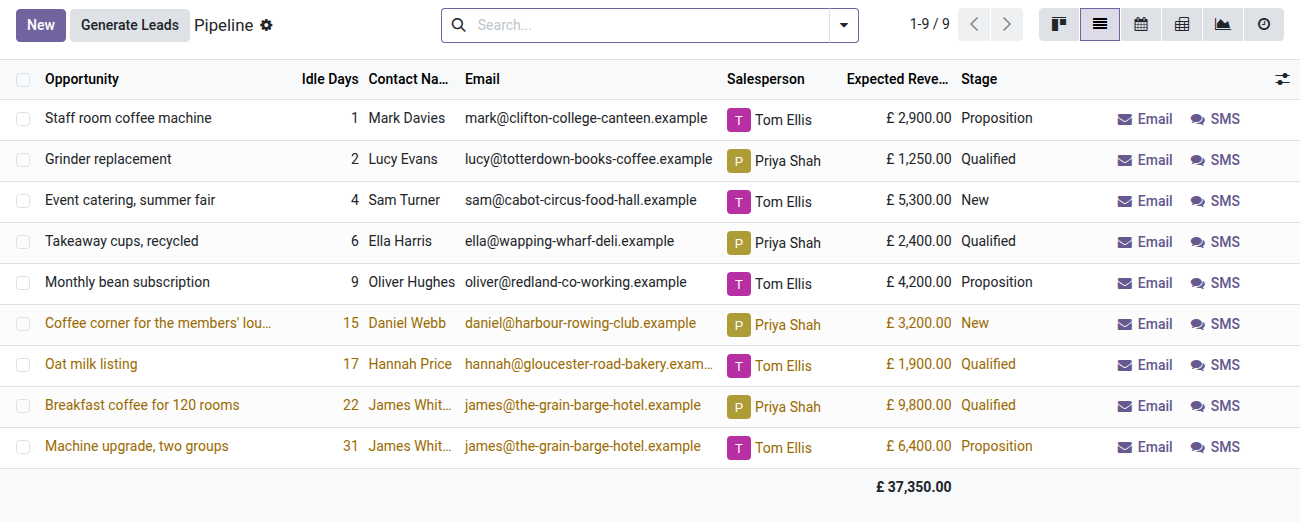 New Generate Leads Pipeline Search... 1-9 / 9
Opportunity Idle Days Contact Na... Email Salesperson Expected Reve... Stage
Staff room coffee machine 1 Mark Davies mark@clifton-college-canteen.example T Tom Ellis £ 2,900.00 Proposition Email SMS
Grinder replacement 2 Lucy Evans lucy@totterdown-books-coffee.example P Priya Shah £ 1,250.00 Qualified Email SMS
Event catering, summer fair 4 Sam Turner sam@cabot-circus-food-hall.example T Tom Ellis £ 5,300.00 New Email SMS
Takeaway cups, recycled 6 Ella Harris ella@wapping-wharf-deli.example P Priya Shah £ 2,400.00 Qualified Email SMS
Monthly bean subscription 9 Oliver Hughes oliver@redland-co-working.example T Tom Ellis £ 4,200.00 Proposition Email SMS
Coffee corner for the members' lou... 15 Daniel Webb daniel@harbour-rowing-club.example P Priya Shah £ 3,200.00 New Email SMS
Oat milk listing 17 Hannah Price hannah@gloucester-road-bakery.exam... T Tom Ellis £ 1,900.00 Qualified Email SMS
Breakfast coffee for 120 rooms 22 James Whit... james@the-grain-barge-hotel.example P Priya Shah £ 9,800.00 Qualified Email SMS
Machine upgrade, two groups 31 James Whit... james@the-grain-barge-hotel.example T Tom Ellis £ 6,400.00 Proposition Email SMS
£ 37,350.00